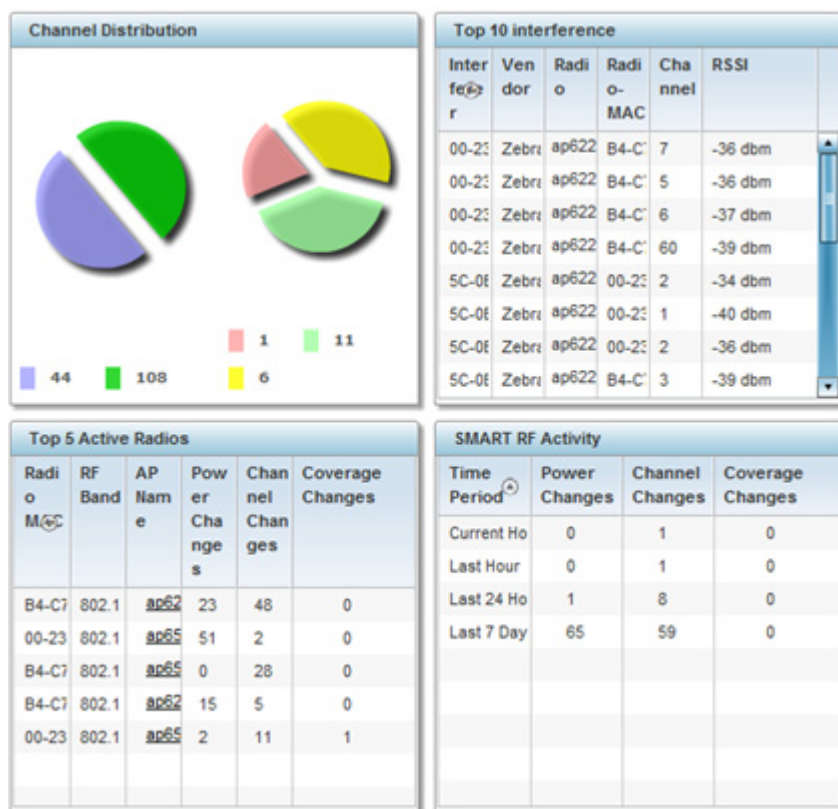 Channel Distribution
1 11
44 108 6
Top 10 interference
Inter Ven Radi Radi Cha RSSI
fere dor o o- nnel
r MAC
00-23 Zebra ap622 B4-C 7 -36 dbm
00-23 Zebra ap622 B4-C 5 -36 dbm
00-23 Zebra ap622 B4-C 6 -37 dbm
00-23 Zebra ap622 B4-C7 60 -39 dbm
5C-0E Zebra ap622 00-23 2 -34 dbm
5C-0E Zebra ap622 00-23 1 -40 dbm
5C-0E Zebra ap622 00-23 2 -36 dbm
5C-0E Zebra ap622 B4-C 3 -39 dbm
Top 5 Active Radios
Radi RF AP Pow Chan Coverage
o Band Nam er nel Changes
MAC e Cha Chan
nge ges
s
B4-C7 802.1 ap62 23 48 0
00-23 802.1 ap65 51 2 0
B4-C7 802.1 ap65 0 28 0
B4-C7 802.1 ap62 15 5 0
00-23 802.1 ap65 2 11 1
SMART RF Activity
Time Power Channel Coverage
Period Changes Changes Changes
Current Ho 0 1 0
Last Hour 0 1 0
Last 24 Ho 1 8 0
Last 7 Day 65 59 0